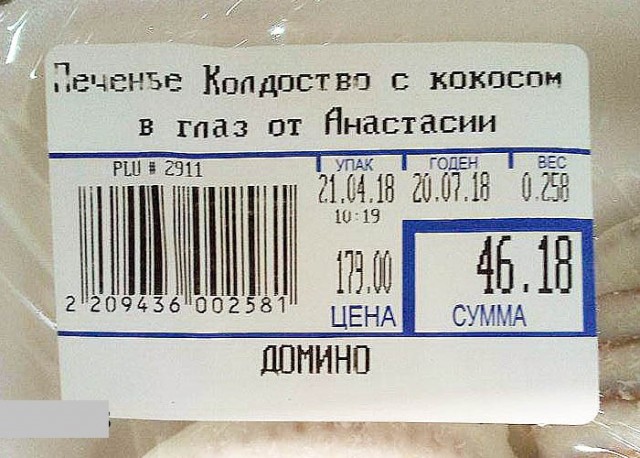 Печенье Колдоство с кокосом
в глаз от Анастасии
PLU # 2911
УПАК ГОДЕН ВЕС
21.04.18 20.07.18 0.258
10:19
179.00 46.18
2 209436 002581
ЦЕНА СУММА
ДОМИНО